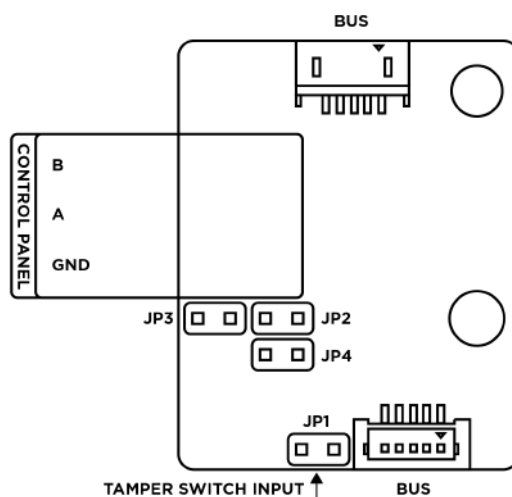 BUS
CONTROL PANEL
B
A
GND
JP3
JP2
JP4
JP1
TAMPER SWITCH INPUT
BUS